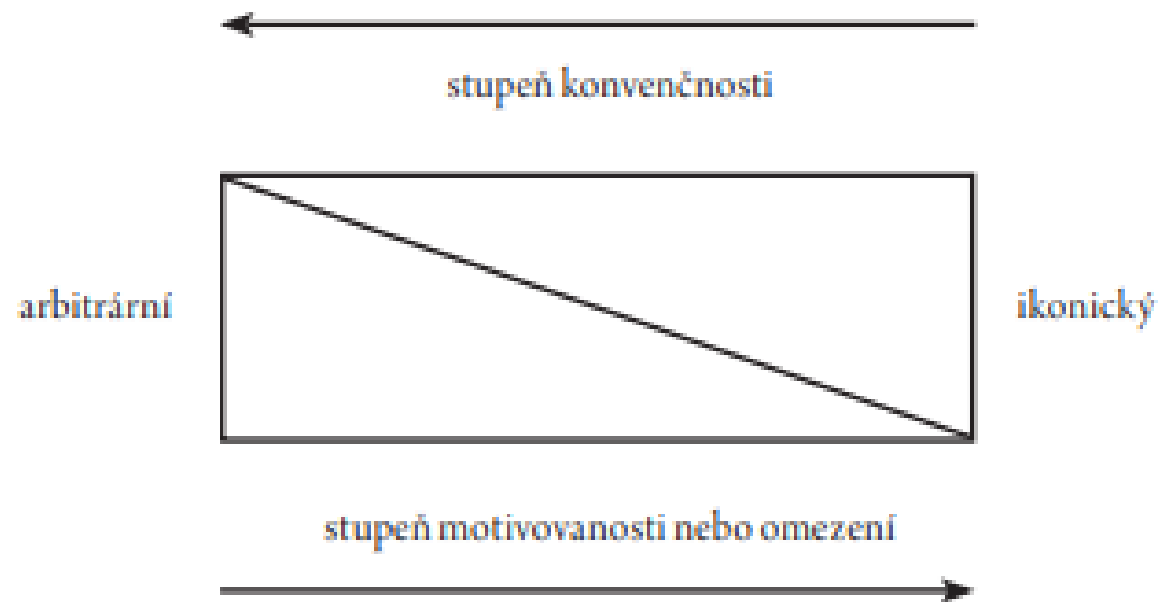 stupeň konvenčnosti
arbitrární
ikonický
stupeň motivovanosti nebo omezení